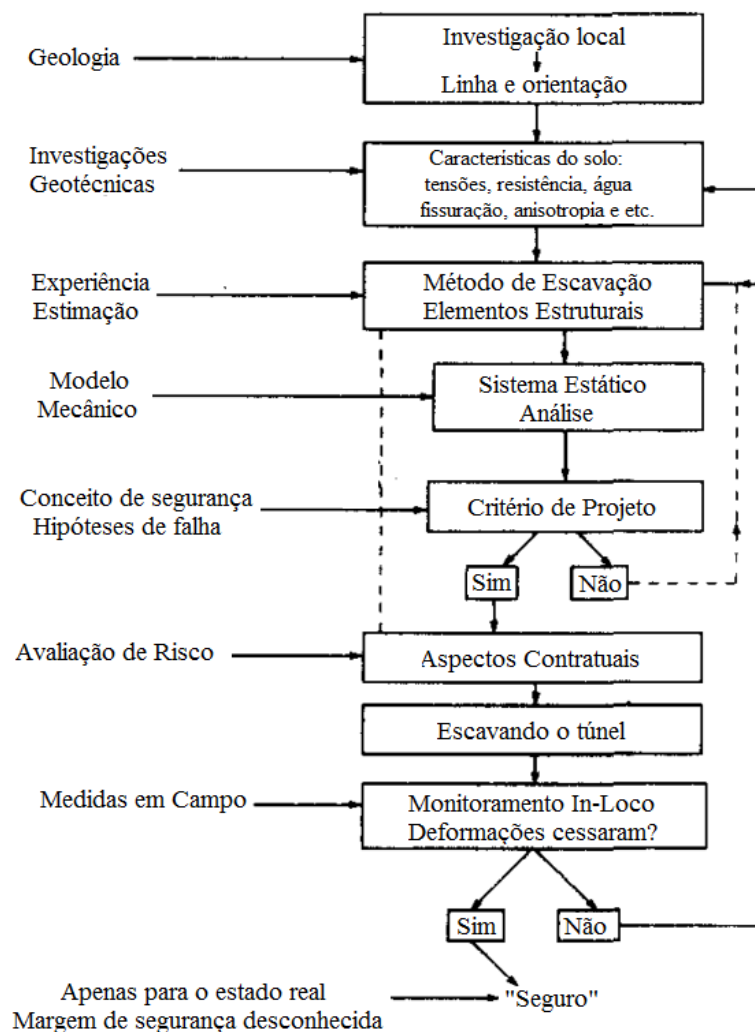 Geologia
Investigação local
Linha e orientação
Investigações
Geotécnicas
Características do solo:
tensões, resistência, água
fissuração, anisotropia e etc.
Experiência
Estimação
Método de Escavação
Elementos Estruturais
Modelo
Mecânico
Sistema Estático
Análise
Conceito de segurança
Hipóteses de falha
Critério de Projeto
Sim
Não
Avaliação de Risco
Aspectos Contratuais
Escavando o túnel
Medidas em Campo
Monitoramento In-Loco
Deformações cessaram?
Sim
Não
Apenas para o estado real
Margem de segurança desconhecida
"Seguro"